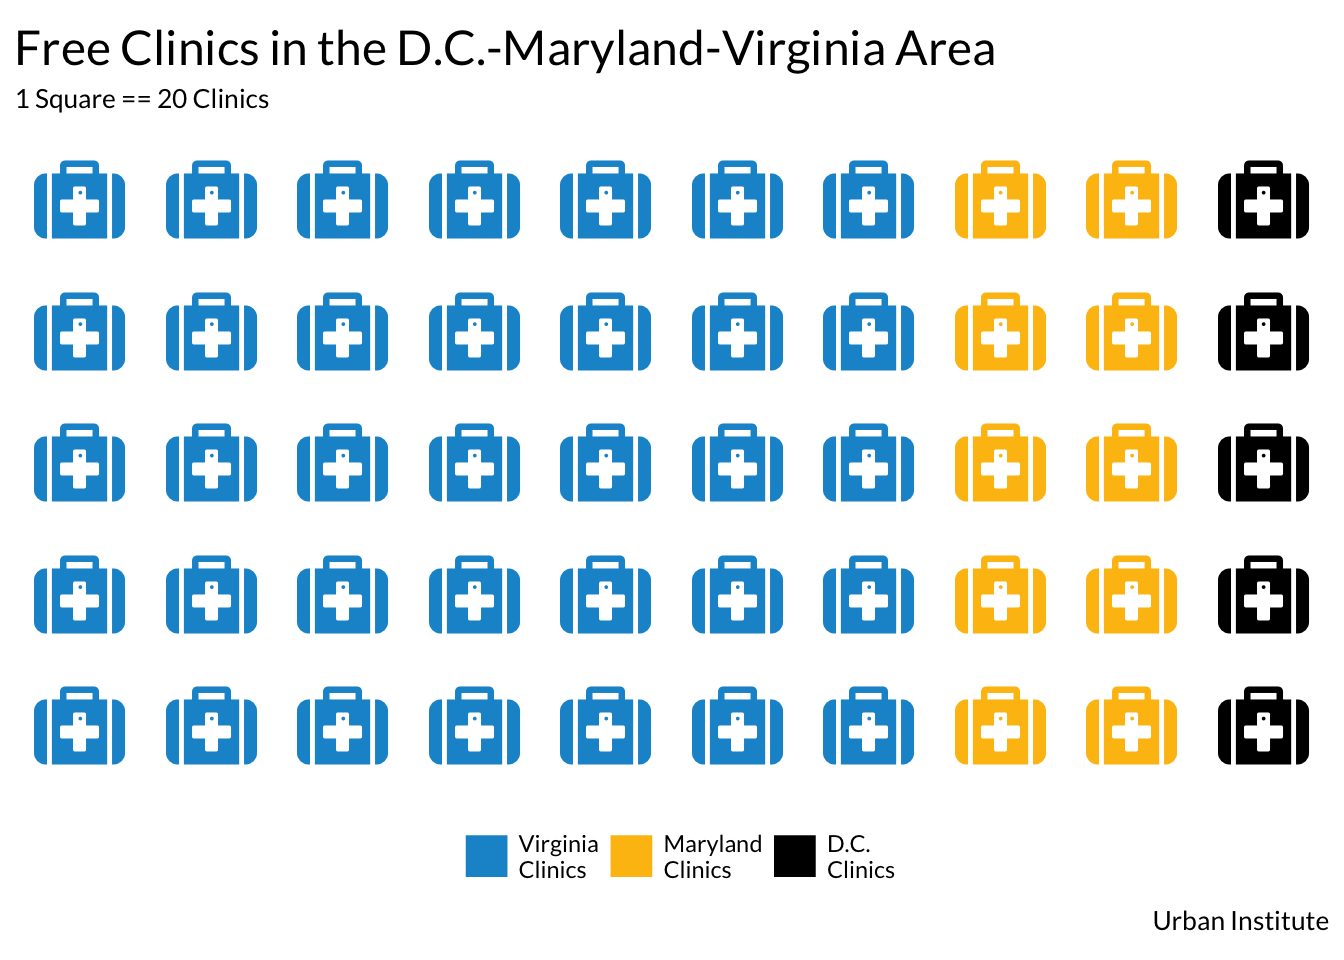 Free Clinics in the D.C.-Maryland-Virginia Area
1 Square == 20 Clinics
Virginia
Clinics
Maryland
Clinics
D.C.
Clinics
Urban Institute